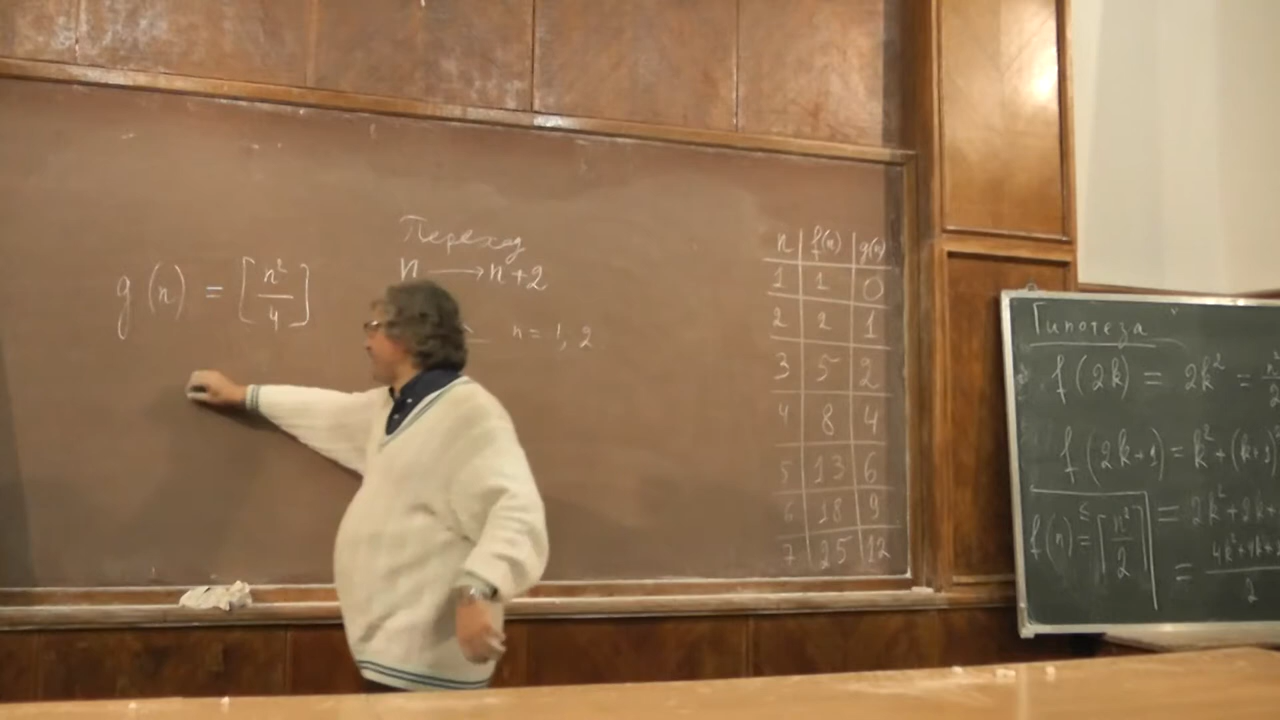 Переход
n → n+2
g(n) = [n²/4]
n = 1, 2
n f(n) g(n)
1 1 0
2 2 1
3 5 2
4 8 4
5 13 6
6 18 9
7 25 12
Гипотеза
f(2k) = 2k² =
f(2k+1) = k² + (k+1)
f(n) ≤ = ⌈n²/2⌉ = 2k² + 2k +
= 4k² + 4k + / 2